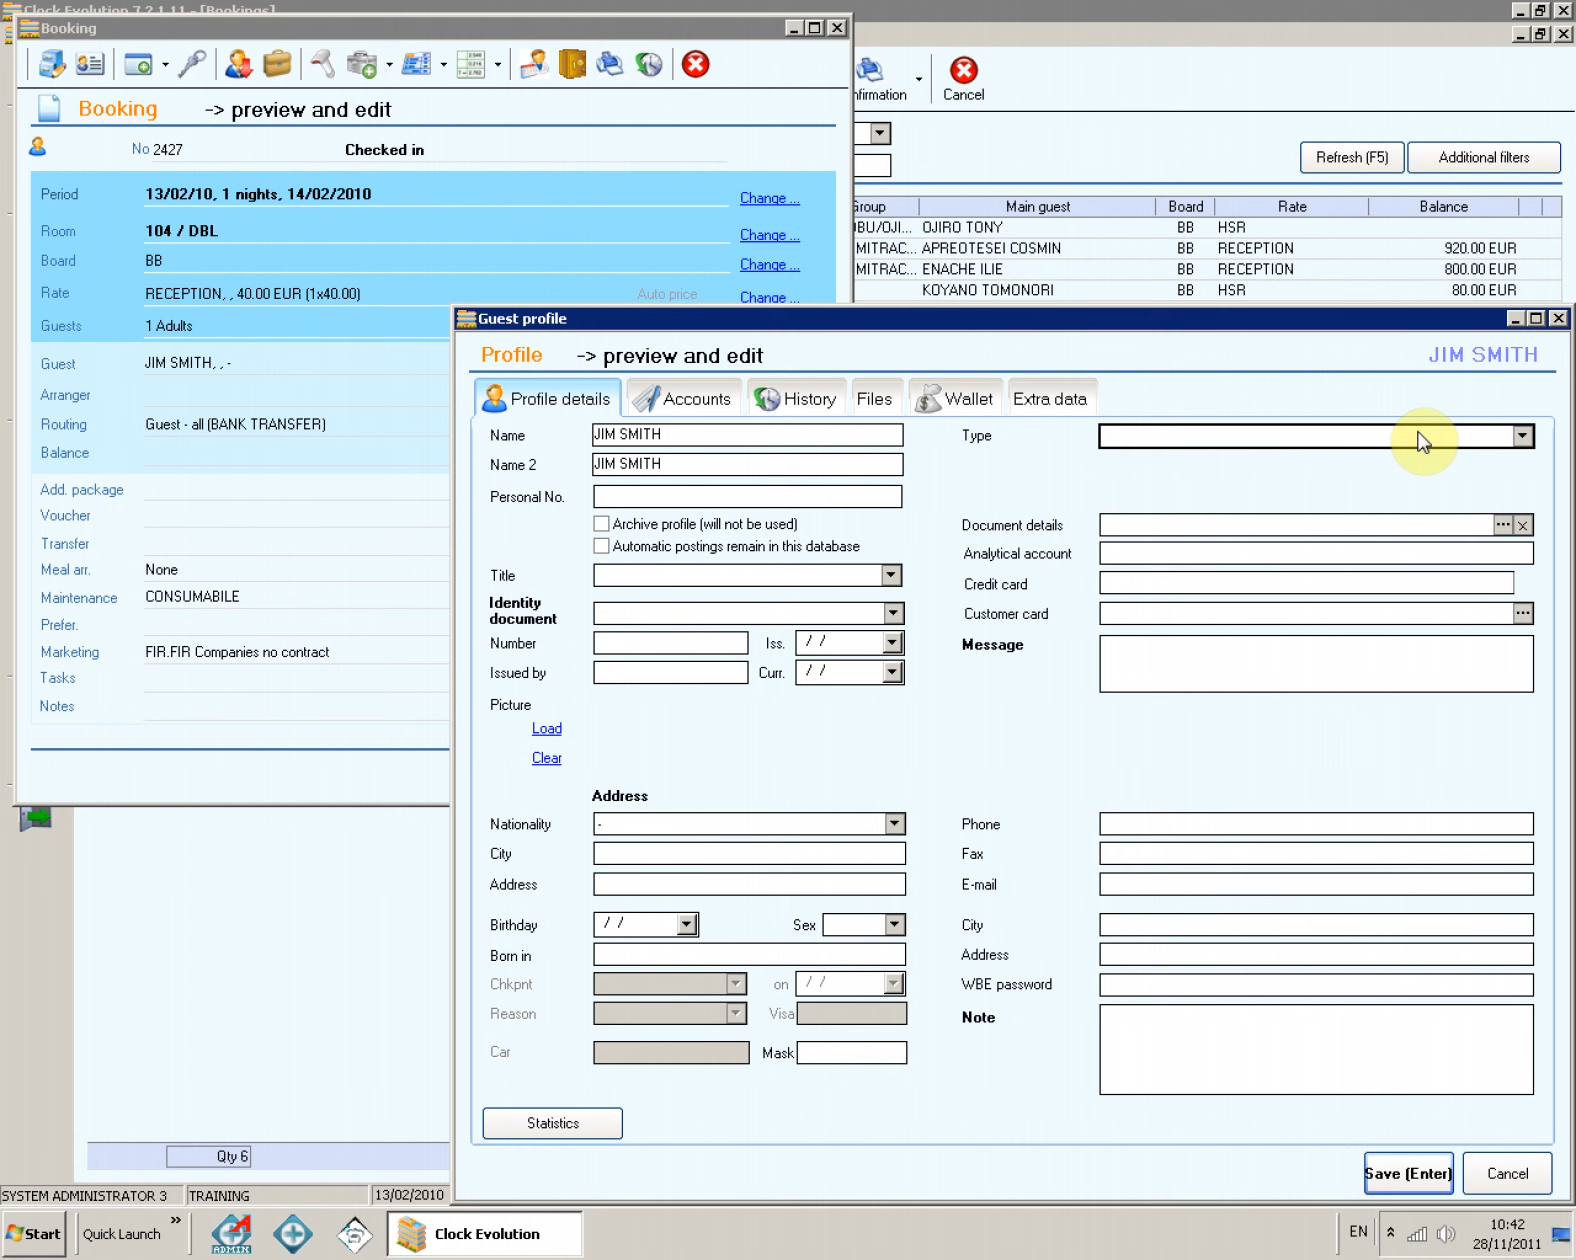 Clock Evolution 7.2.1.11 - [Bookings]
Booking
Booking -> preview and edit
No 2427 Checked in
Period 13/02/10, 1 nights, 14/02/2010 Change ...
Room 104 / DBL Change ...
Board BB Change ...
Rate RECEPTION, , 40.00 EUR (1x40.00) Auto price Change ...
Guests 1 Adults
Guest JIM SMITH, , -
Arranger
Routing Guest - all (BANK TRANSFER)
Balance
Add. package
Voucher
Transfer
Meal arr. None
Maintenance CONSUMABILE
Prefer.
Marketing FIR.FIR Companies no contract
Tasks
Notes
nfirmation Cancel
Refresh (F5) Additional filters
Group Main guest Board Rate Balance
BU/OJI... OJIRO TONY BB HSR
MITRAC... APREOTESEI COSMIN BB RECEPTION 920.00 EUR
MITRAC... ENACHE ILIE BB RECEPTION 800.00 EUR
KOYANO TOMONORI BB HSR 80.00 EUR
Guest profile
Profile -> preview and edit JIM SMITH
Profile details Accounts History Files Wallet Extra data
Name JIM SMITH Type
Name 2 JIM SMITH
Personal No.
Archive profile (will not be used) Document details
Automatic postings remain in this database Analytical account
Title Credit card
Identity document Customer card
Number Iss. / / Message
Issued by Curr. / /
Picture
Load
Clear
Address
Nationality - Phone
City Fax
Address E-mail
Birthday / / Sex City
Born in Address
Chkpnt on / / WBE password
Reason Visa Note
Car Mask
Statistics
Save (Enter) Cancel
Qty 6
SYSTEM ADMINISTRATOR 3 TRAINING 13/02/2010
Start Quick Launch » ADMIN Clock Evolution EN 10:42
28/11/2011